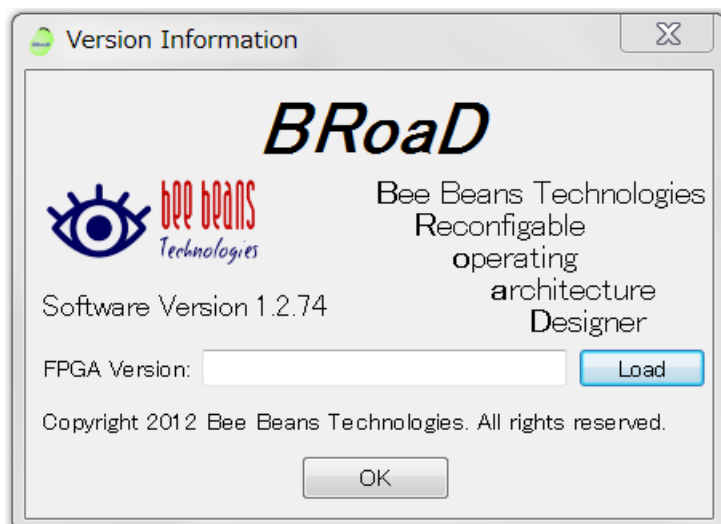 Version Information
BRoaD
bee beans
Technologies
Bee Beans Technologies
Reconfigable
operating
architecture
Designer
Software Version 1.2.74
FPGA Version:
Load
Copyright 2012 Bee Beans Technologies. All rights reserved.
OK